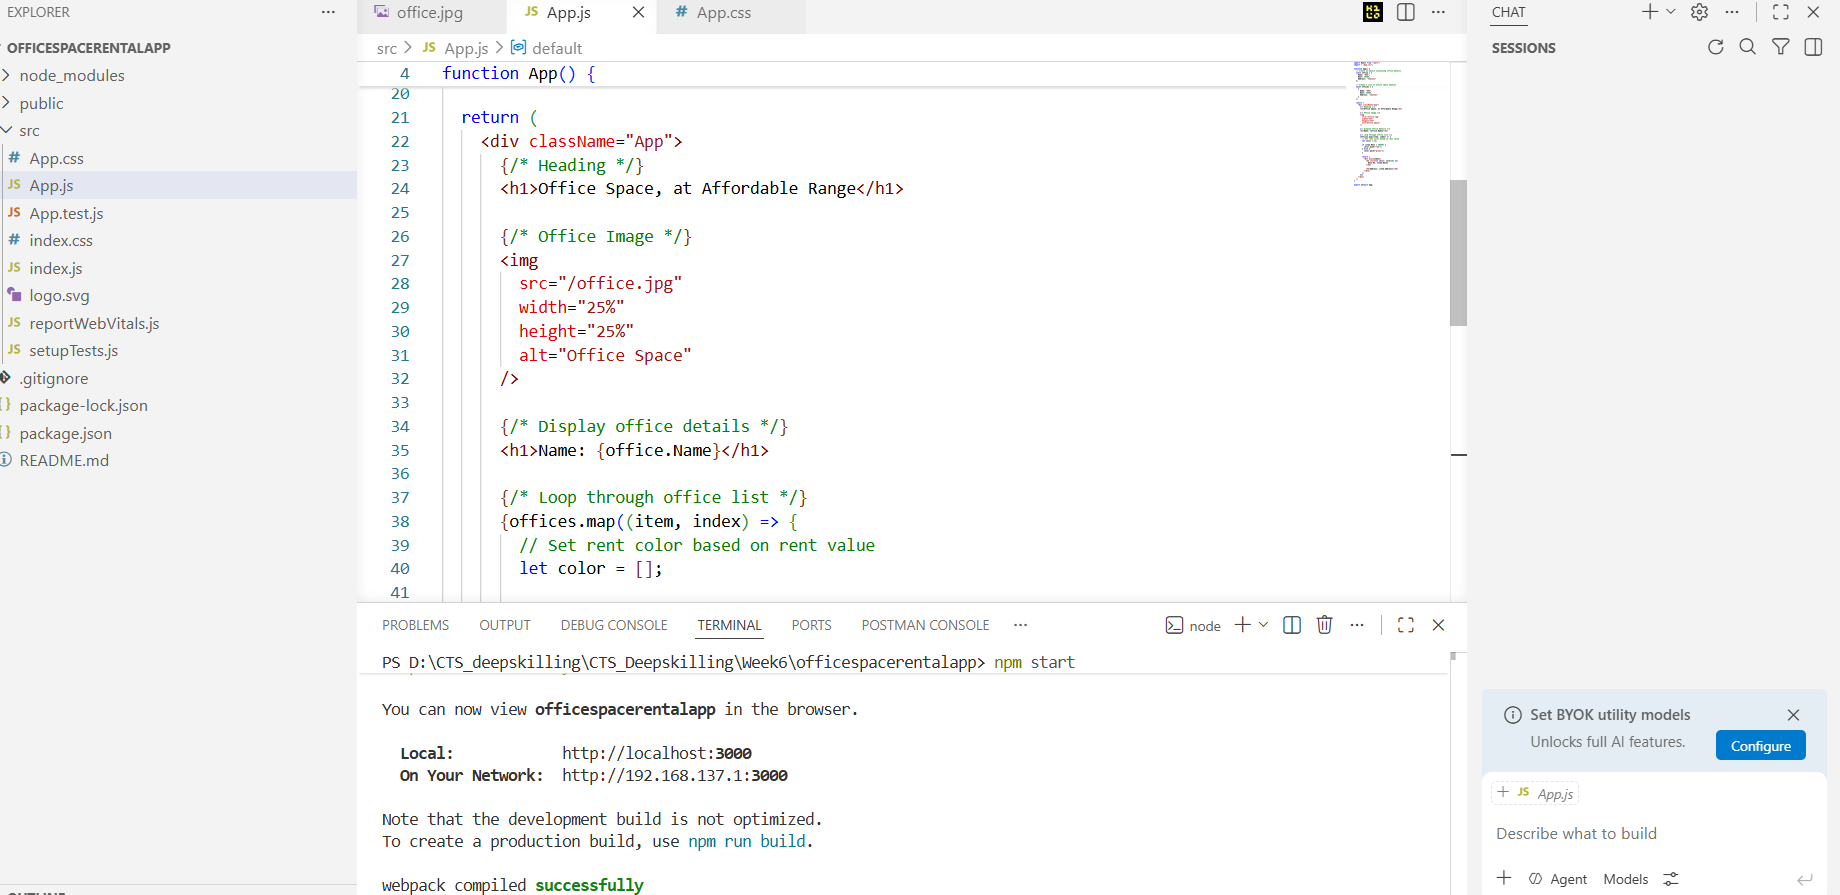 EXPLORER
OFFICESPACERENTALAPP
node_modules
public
src
# App.css
JS App.js
JS App.test.js
# index.css
JS index.js
logo.svg
JS reportWebVitals.js
JS setupTests.js
.gitignore
{} package-lock.json
{} package.json
README.md
office.jpg
JS App.js
# App.css
src > JS App.js > default
4 function App() {
20
21 return (
22 <div className="App">
23 {/* Heading */}
24 <h1>Office Space, at Affordable Range</h1>
25
26 {/* Office Image */}
27 <img
28 src="/office.jpg"
29 width="25%"
30 height="25%"
31 alt="Office Space"
32 />
33
34 {/* Display office details */}
35 <h1>Name: {office.Name}</h1>
36
37 {/* Loop through office list */}
38 {offices.map((item, index) => {
39 // Set rent color based on rent value
40 let color = [];
41
PROBLEMS OUTPUT DEBUG CONSOLE TERMINAL PORTS POSTMAN CONSOLE
node
PS D:\CTS_deepskilling\CTS_Deepskilling\Week6\officespacerentalapp> npm start
You can now view officespacerentalapp in the browser.
Local: http://localhost:3000
On Your Network: http://192.168.137.1:3000
Note that the development build is not optimized.
To create a production build, use npm run build.
webpack compiled successfully
CHAT
SESSIONS
Set BYOK utility models
Unlocks full AI features.
Configure
JS App.js
Describe what to build
Agent Models